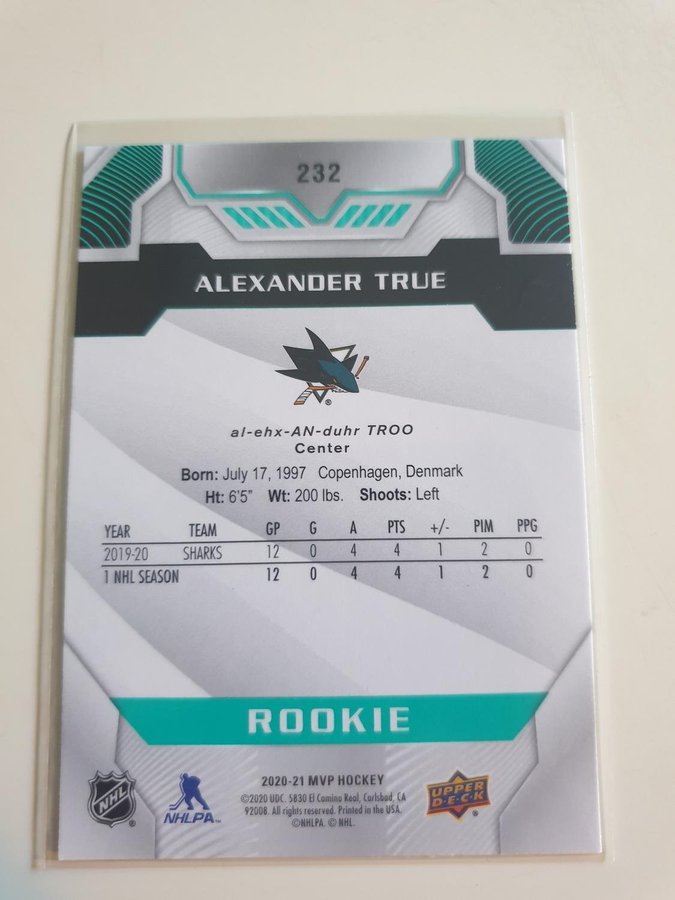 232
ALEXANDER TRUE
®
al-ehx-AN-duhr TROO
Center
Born: July 17, 1997 Copenhagen, Denmark
Ht: 6'5" Wt: 200 lbs. Shoots: Left
YEAR TEAM GP G A PTS +/- PIM PPG
2019-20 SHARKS 12 0 4 4 1 2 0
1 NHL SEASON 12 0 4 4 1 2 0
ROOKIE
2020-21 MVP HOCKEY
©2020 UDC. 5830 El Camino Real, Carlsbad, CA
92008. All rights reserved. Printed in the USA.
©NHLPA. © NHL.
NHL ®
NHLPA
UPPER
DECK ®